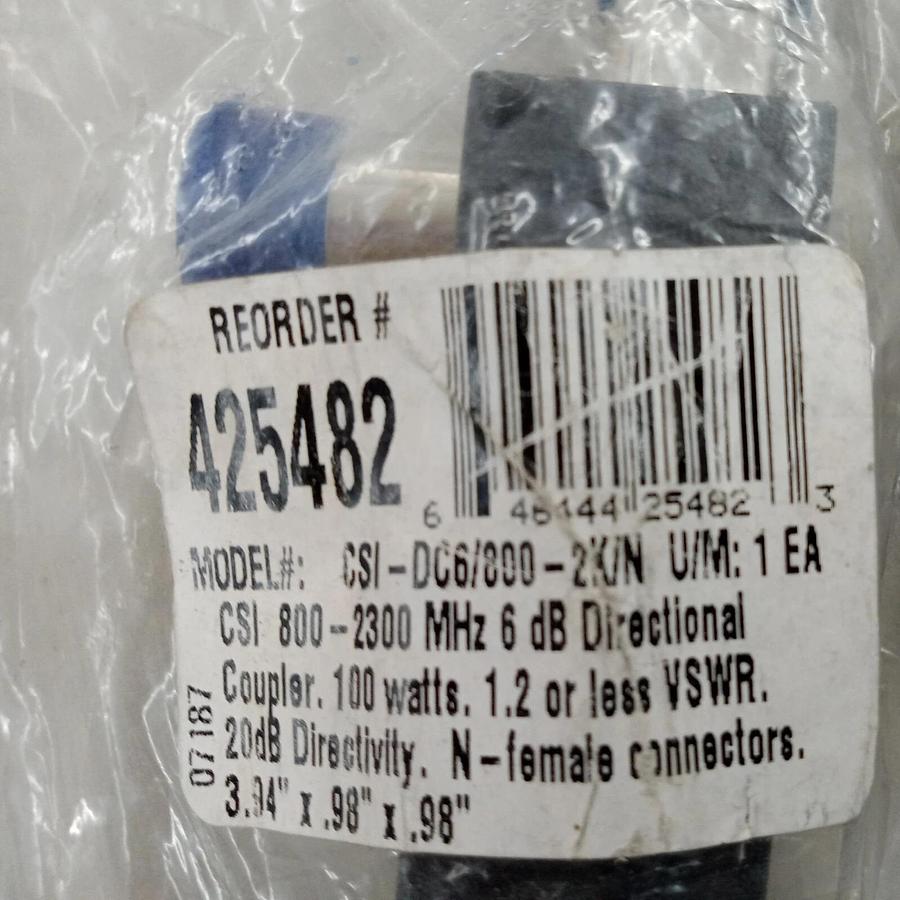 REORDER #
425482
6 46444 25482 3
MODEL#: CSI-DC6/800-2K/N U/M: 1 EA
CSI 800-2300 MHz 6 dB Directional
Coupler. 100 watts. 1.2 or less VSWR.
20dB Directivity. N-female connectors.
3.94" x .98" x .98"
07187